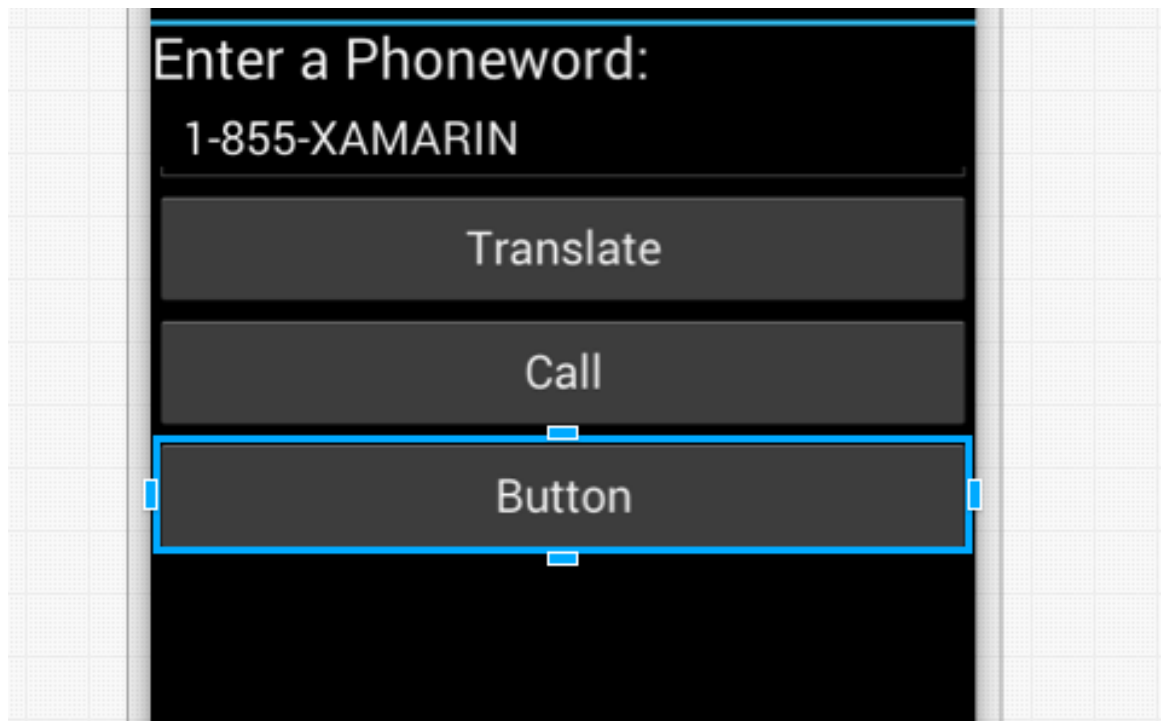 Enter a Phoneword:
1-855-XAMARIN
Translate
Call
Button